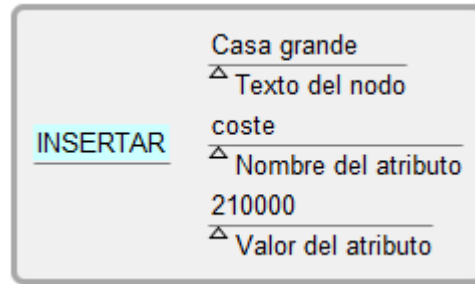 Casa grande
Texto del nodo
INSERTAR
coste
Nombre del atributo
210000
Valor del atributo